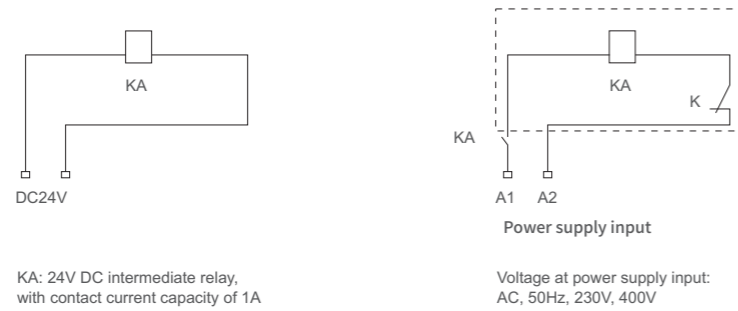 KA
DC24V
KA: 24V DC intermediate relay,
with contact current capacity of 1A
KA
K
KA
A1 A2
Power supply input
Voltage at power supply input:
AC, 50Hz, 230V, 400V